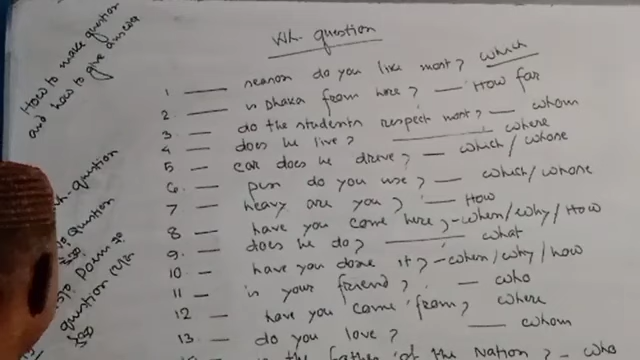 How to make question
and how to give answer
Wh. question
1 — reason do you like most? which
2 — is Dhaka from here? — How far
3 — do the students respect most? — whom
4 — does he live? — where
5 — car does he drive? — which/whose
6 — pen do you use? — which/whose
7 — heavy are you? — How
8 — have you come here, - when/why/How
9 — does he do? — what
10 — have you done it? - when/why/how
11 — is your friend? — who
12 — have you come from? where
13 — do you love? — whom
the father of the Nation? — who
question
question
question